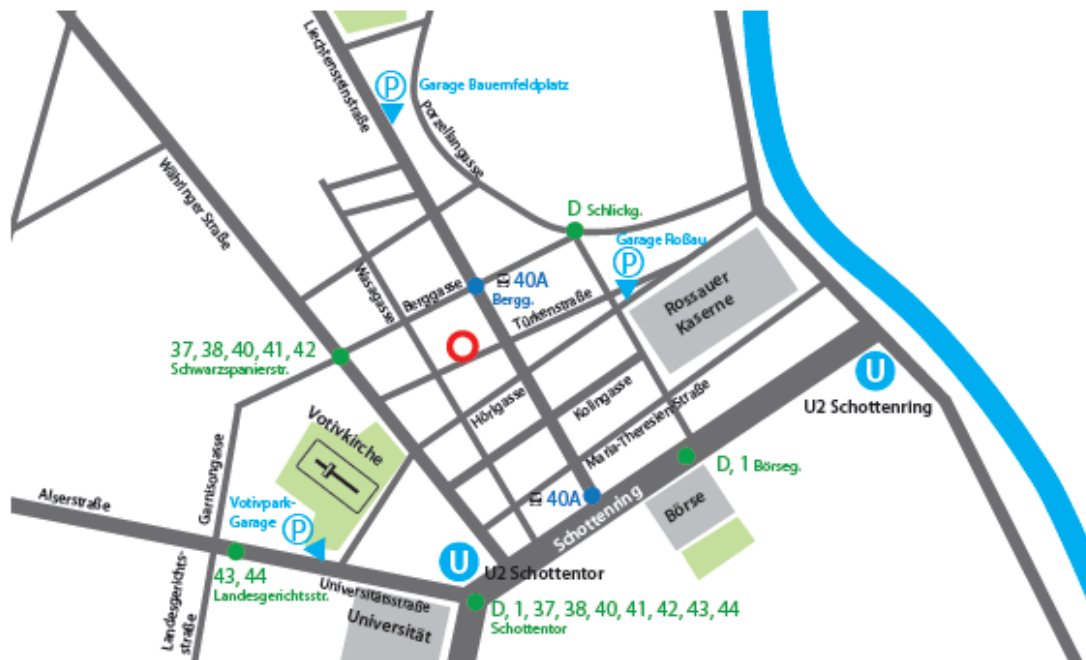 Liechtensteinstraße
P
Garage Bauernfeldplatz
Porzellangasse
Währinger Straße
D Schlickg.
Garage Roßau
P
Wasagasse
Berggasse
40A
Bergg.
Türkenstraße
Rossauer
Kaserne
37, 38, 40, 41, 42
Schwarzspanierstr.
U
U2 Schottenring
Hörlgasse
Kolingasse
Maria-Theresien-Straße
Votivkirche
Garnisongasse
D, 1 Börseg.
Alserstraße
Votivpark-
Garage
P
40A
Schottenring
Börse
U
U2 Schottentor
43, 44
Landesgerichtsstr.
Landesgerichts-
straße
Universitätsstraße
Universität
D, 1, 37, 38, 40, 41, 42, 43, 44
Schottentor